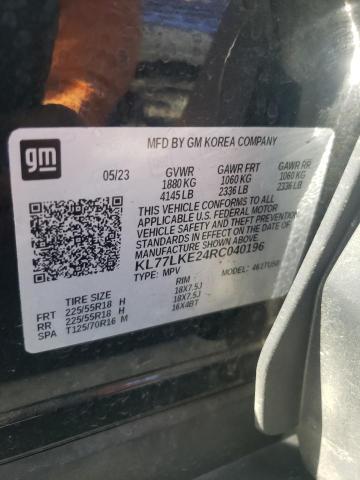 gm
MFD BY GM KOREA COMPANY
05/23 GVWR GAWR FRT GAWR RR
1880 KG 1060 KG 1060 KG
4145 LB 2336 LB 2336 LB
THIS VEHICLE CONFORMS TO ALL
APPLICABLE U.S. FEDERAL MOTOR
VEHICLE SAFETY AND THEFT
PREVENTION STANDARDS IN EFFECT ON THE
DATE OF MANUFACTURE SHOWN ABOVE.
KL77LKE24RC040196
TYPE: MPV MODEL:
TIRE SIZE RIM
FRT 225/55R18 H 18X7.5J
RR 225/55R18 H 18X7.5J
SPA T125/70R16 M 16X4BT